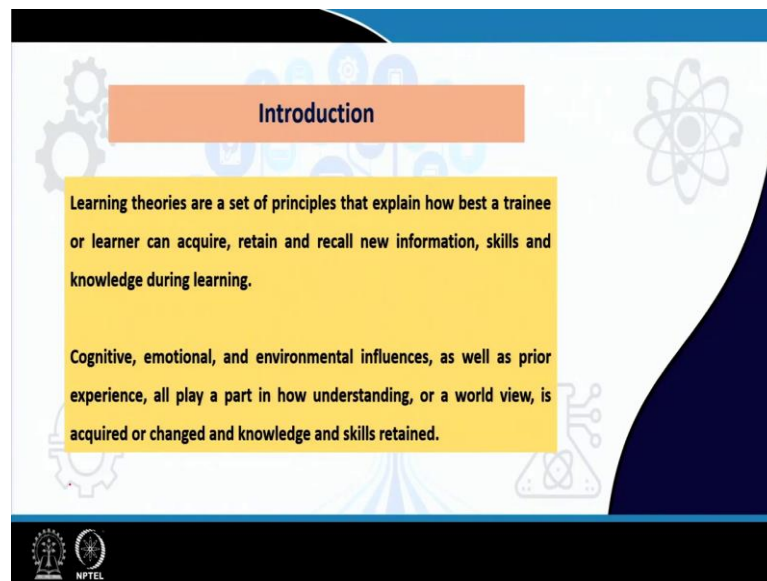 Introduction
Learning theories are a set of principles that explain how best a trainee
or learner can acquire, retain and recall new information, skills and
knowledge during learning.
Cognitive, emotional, and environmental influences, as well as prior
experience, all play a part in how understanding, or a world view, is
acquired or changed and knowledge and skills retained.
NPTEL